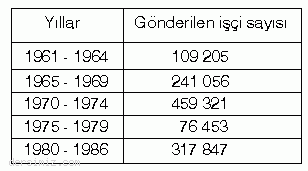 Yıllar Gönderilen işçi sayısı
1961 - 1964 109 205
1965 - 1969 241 056
1970 - 1974 459 321
1975 - 1979 76 453
1980 - 1986 317 847